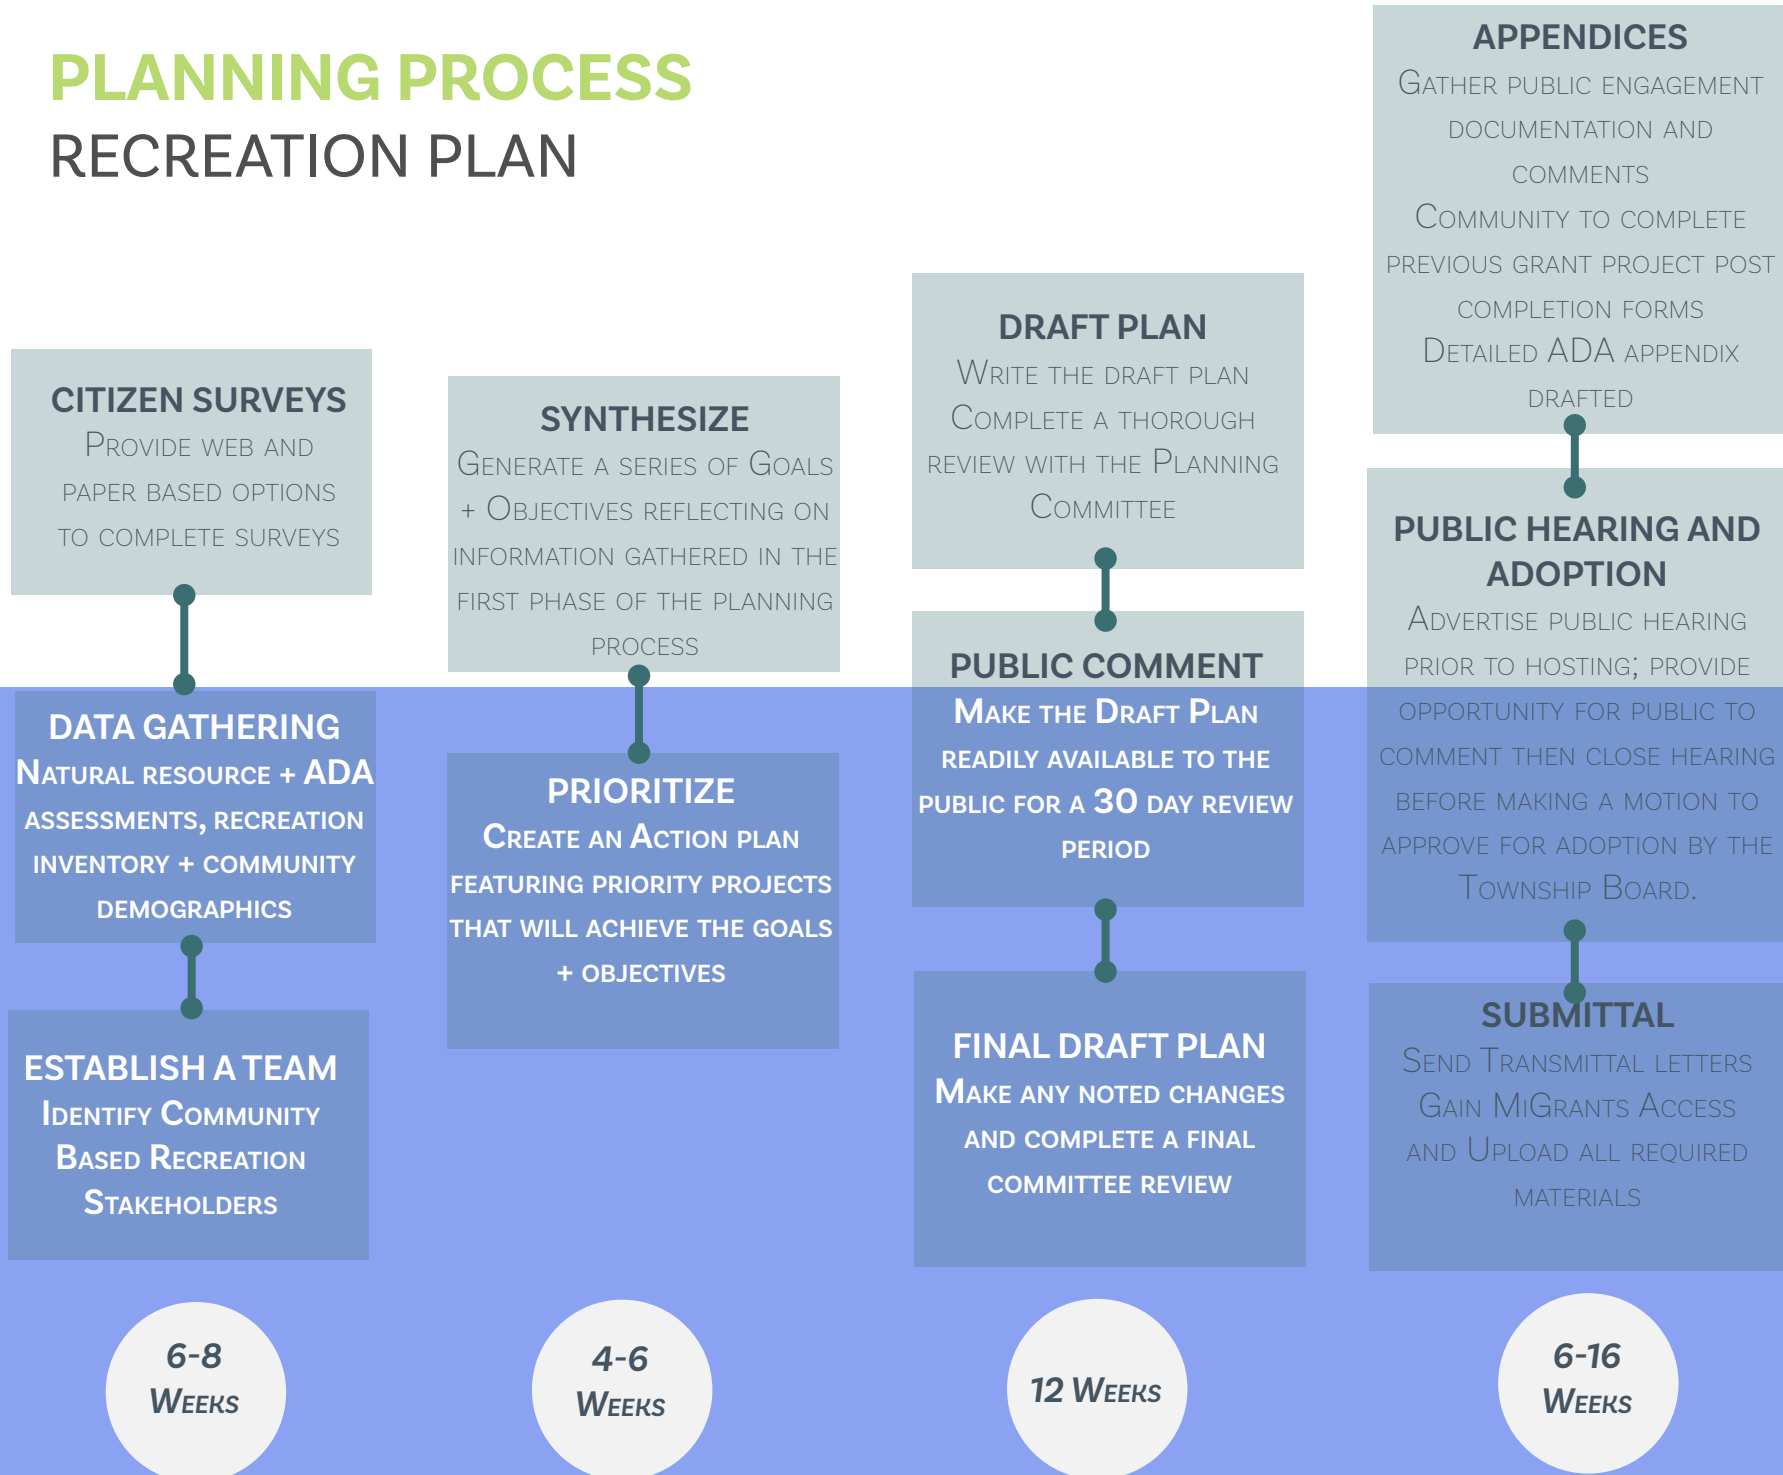 PLANNING PROCESS
RECREATION PLAN
CITIZEN SURVEYS
Provide web and
paper based options
to complete surveys
DATA GATHERING
Natural resource + ADA
assessments, recreation
inventory + community
demographics
ESTABLISH A TEAM
Identify Community
Based Recreation
Stakeholders
6-8
Weeks
SYNTHESIZE
Generate a series of Goals
+ Objectives reflecting on
information gathered in the
first phase of the planning
process
PRIORITIZE
Create an Action plan
featuring priority projects
that will achieve the goals
+ objectives
4-6
Weeks
DRAFT PLAN
Write the draft plan
Complete a thorough
review with the Planning
Committee
PUBLIC COMMENT
Make the Draft Plan
readily available to the
public for a 30 day review
period
FINAL DRAFT PLAN
Make any noted changes
and complete a final
committee review
12 Weeks
APPENDICES
Gather public engagement
documentation and
comments
Community to complete
previous grant project post
completion forms
Detailed ADA appendix
drafted
PUBLIC HEARING AND
ADOPTION
Advertise public hearing
prior to hosting; provide
opportunity for public to
comment then close hearing
before making a motion to
approve for adoption by the
Township Board.
SUBMITTAL
Send Transmittal letters
Gain MiGrants Access
and Upload all required
materials
6-16
Weeks